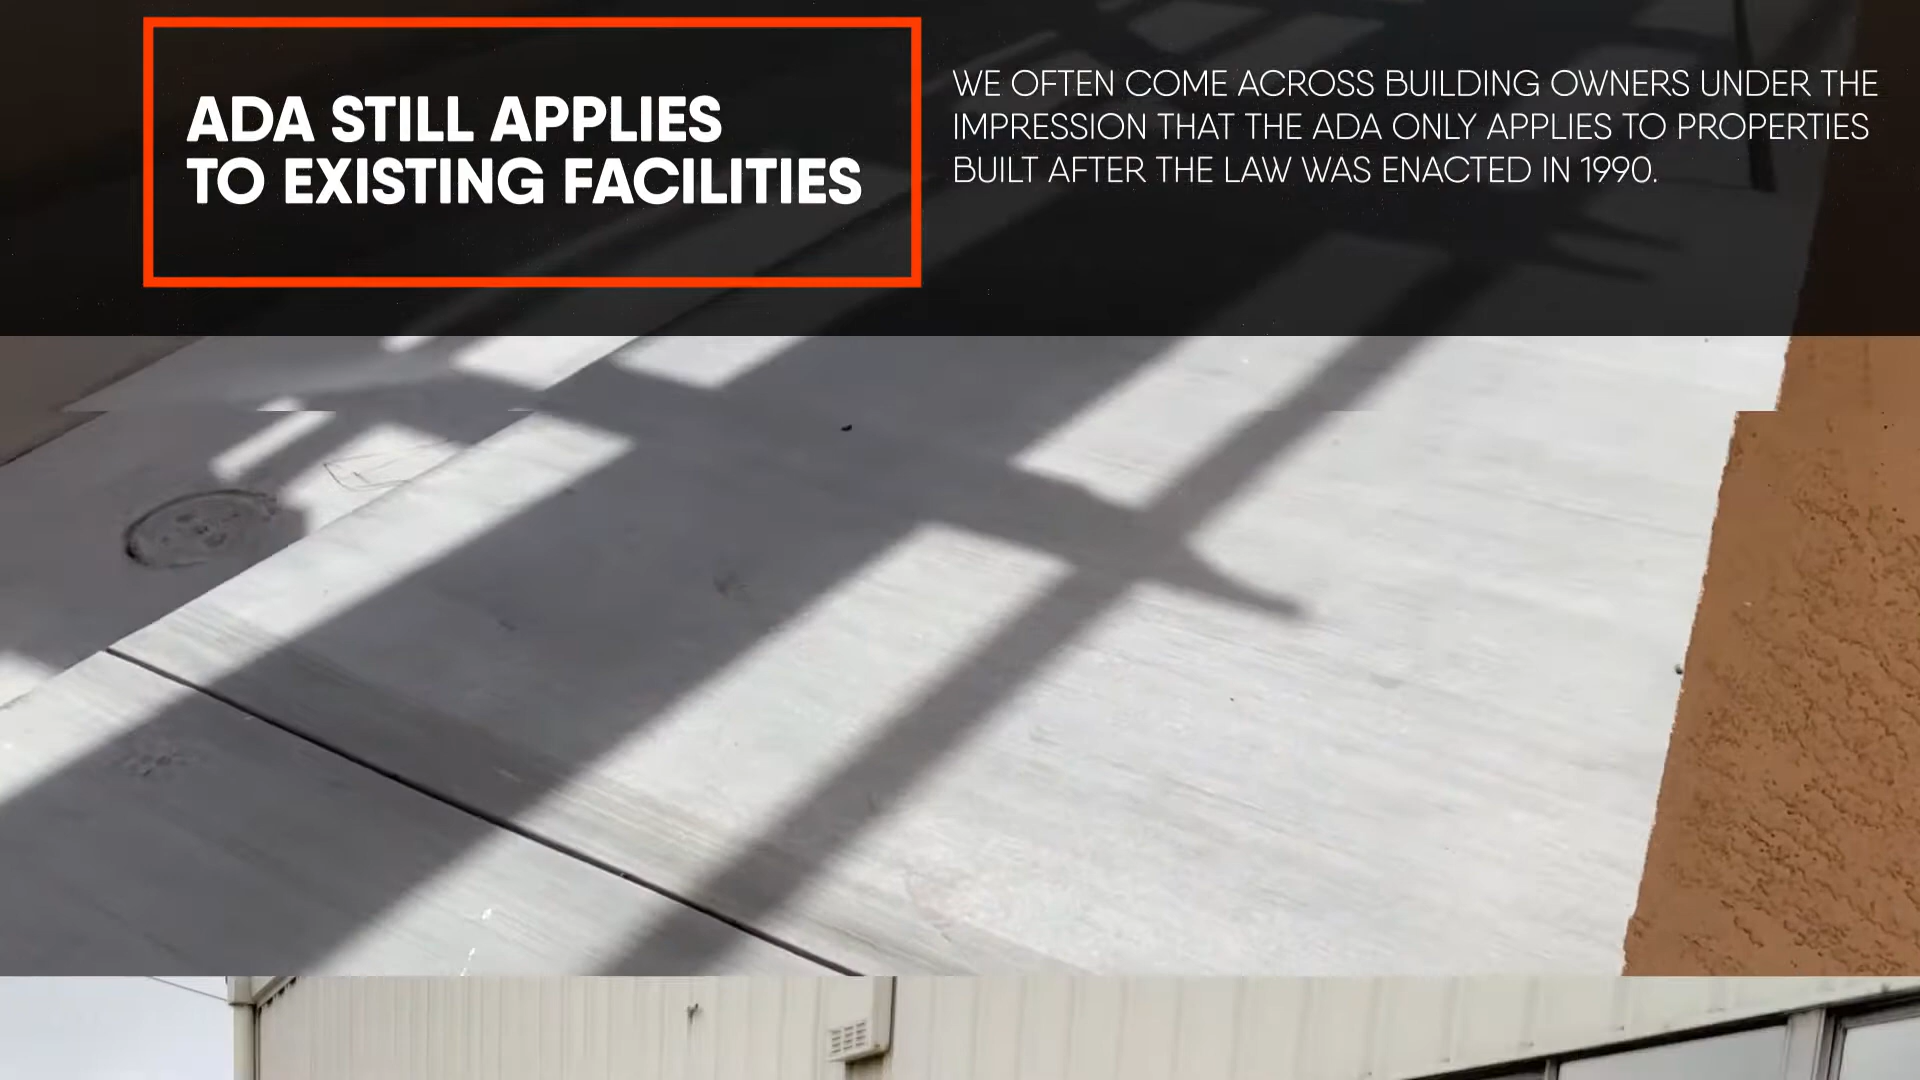 ADA STILL APPLIES
TO EXISTING FACILITIES
WE OFTEN COME ACROSS BUILDING OWNERS UNDER THE
IMPRESSION THAT THE ADA ONLY APPLIES TO PROPERTIES
BUILT AFTER THE LAW WAS ENACTED IN 1990.